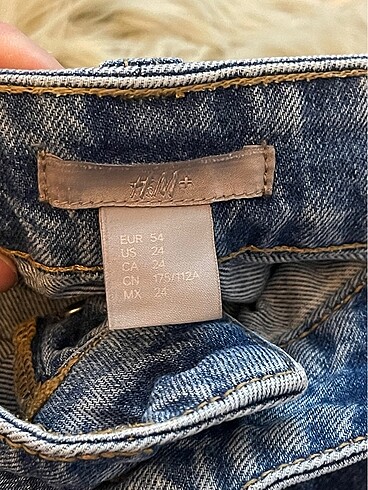 H&M+
EUR 54
US 24
CA 24
CN 175/112A
MX 24